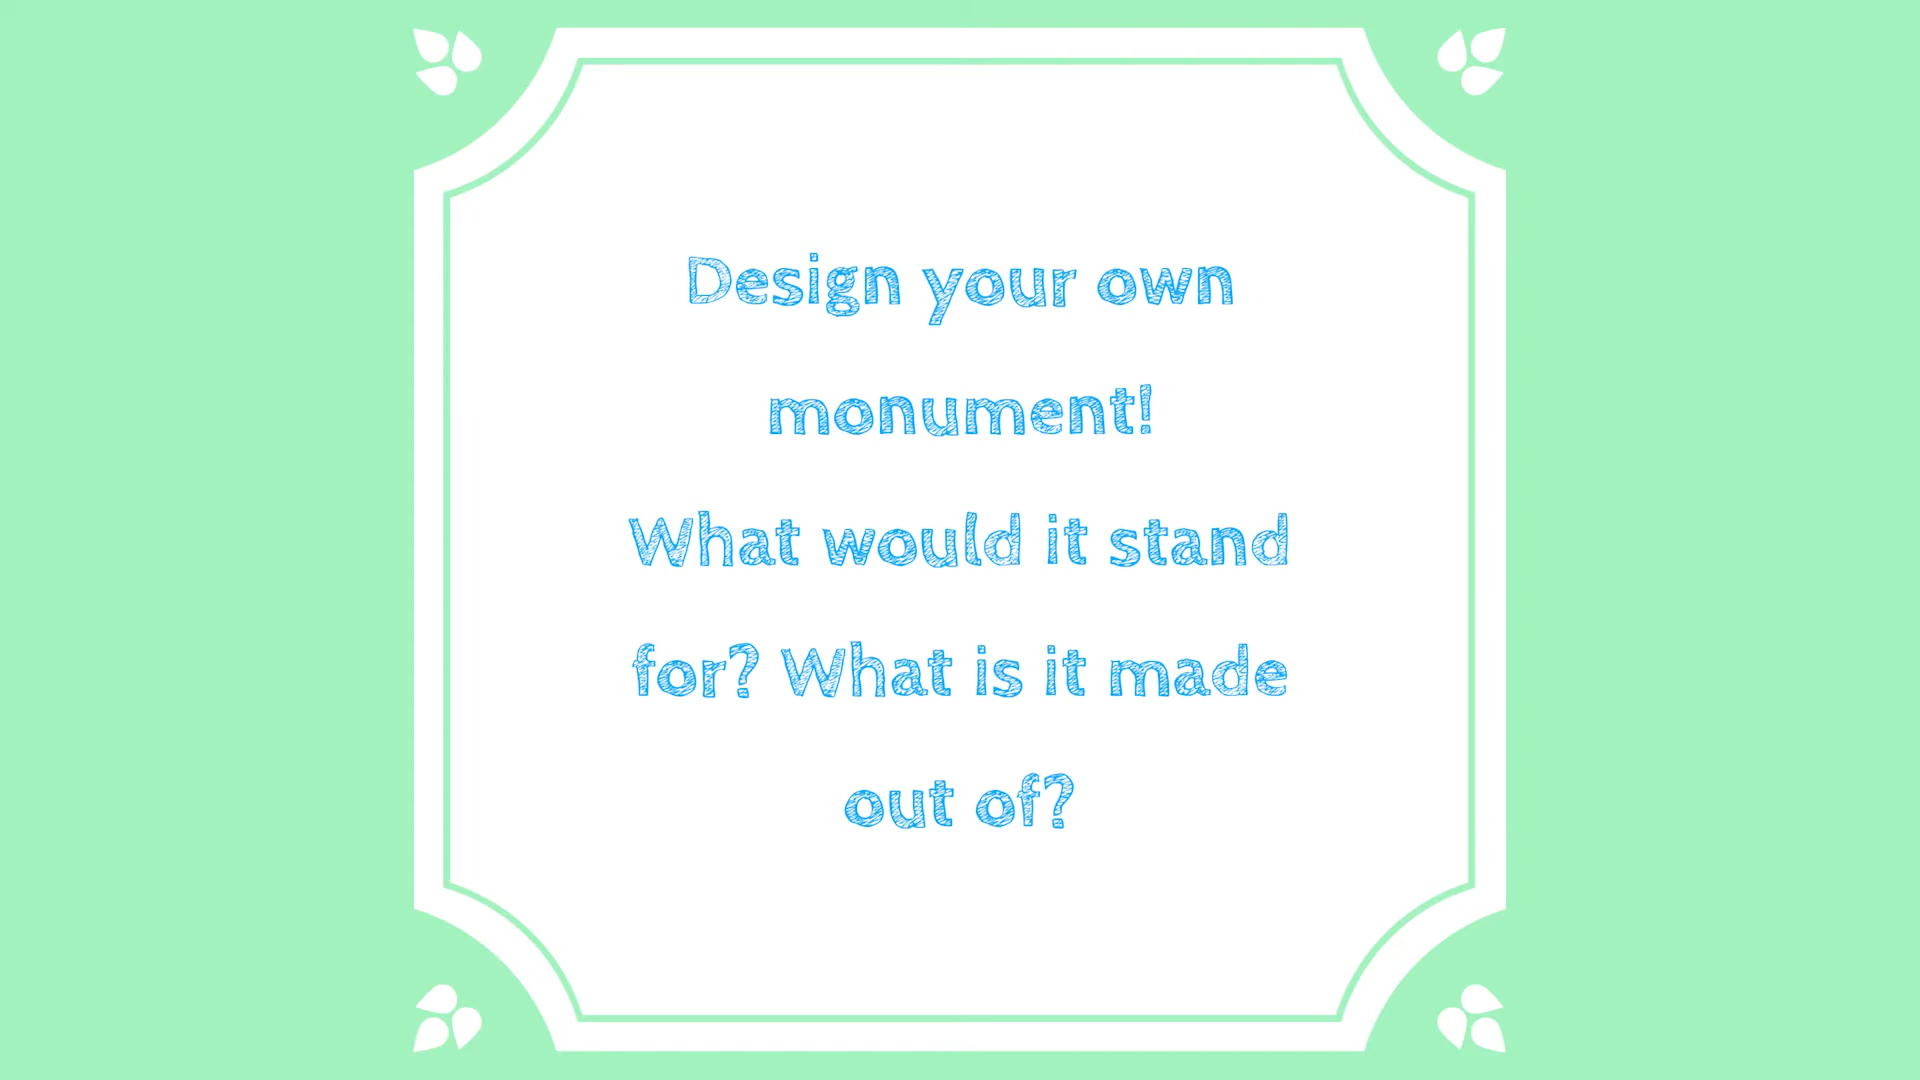 Design your own
monument!
What would it stand
for? What is it made
out of?